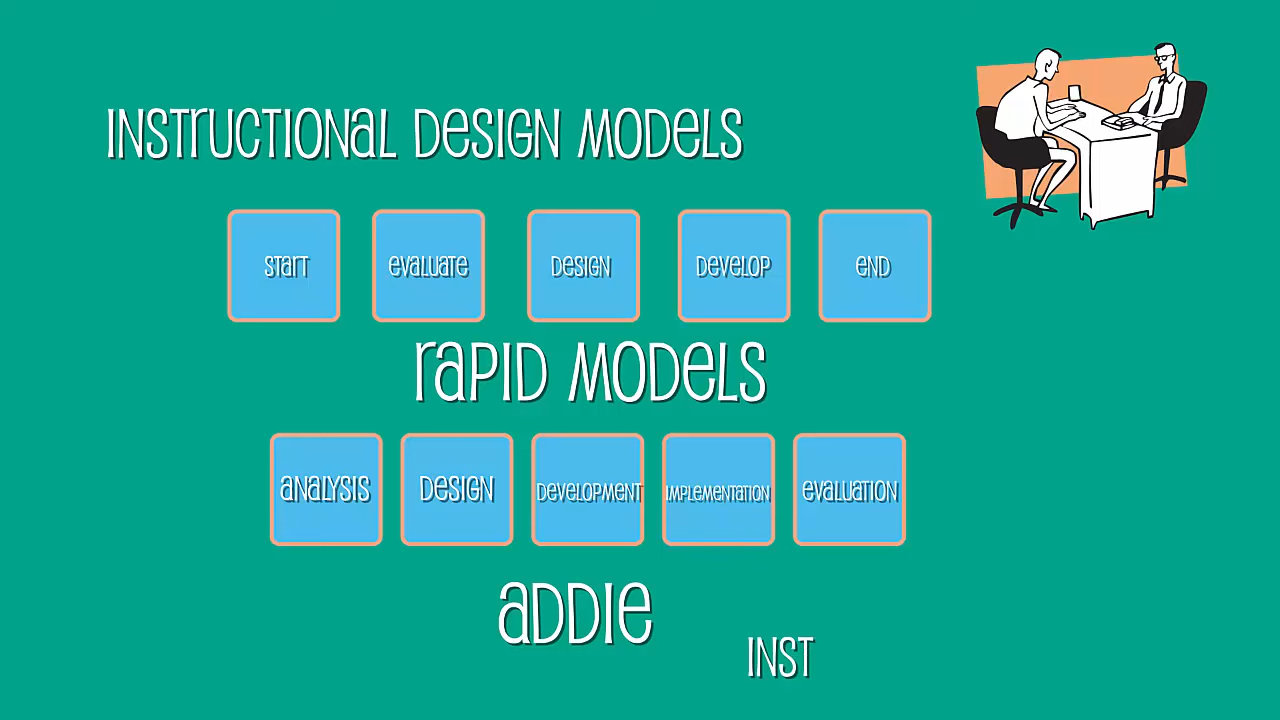 INSTRUCTIONAL DESIGN MODELS
START EVALUATE DESIGN DEVELOP END
RAPID MODELS
ANALYSIS DESIGN DEVELOPMENT IMPLEMENTATION EVALUATION
ADDIE
INST